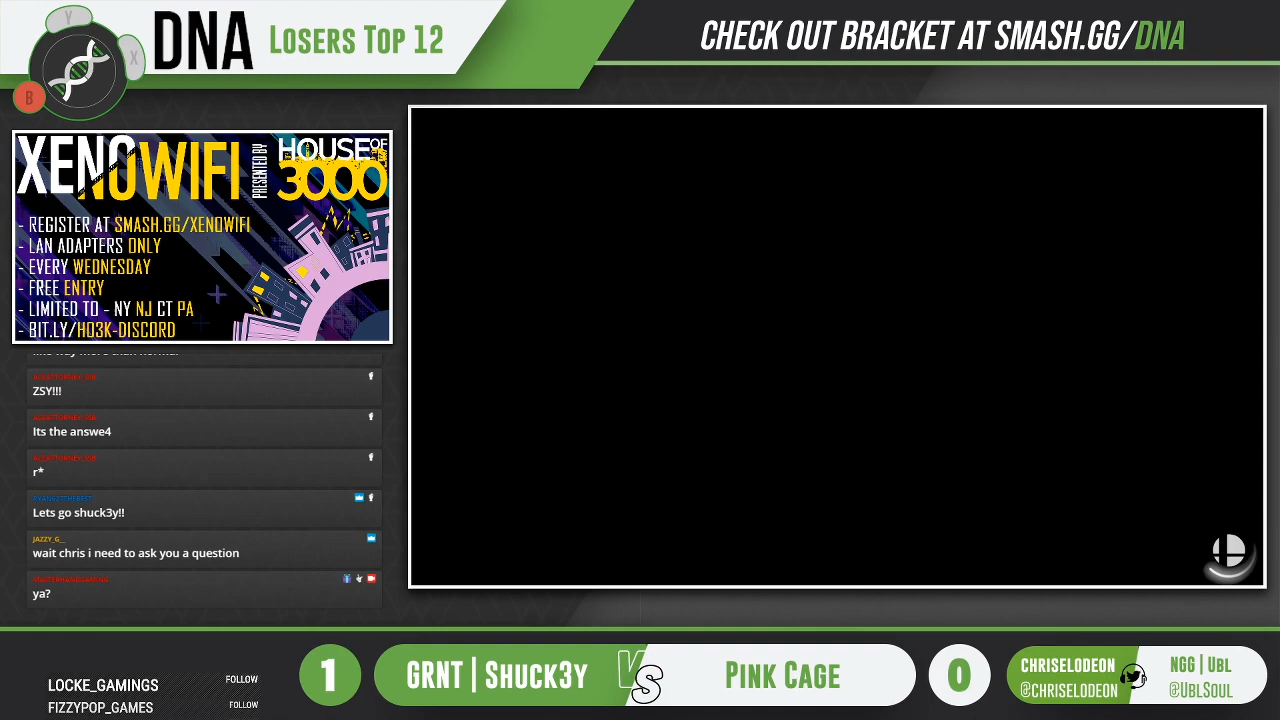 Y
X
B
DNA
Losers Top 12
CHECK OUT BRACKET AT SMASH.GG/DNA
XENOWIFI
PRESENTED BY
HOUSE OF
3000
- REGISTER AT SMASH.GG/XENOWIFI
- LAN ADAPTERS ONLY
- EVERY WEDNESDAY
- FREE ENTRY
- LIMITED TO - NY NJ CT PA
- BIT.LY/HO3K-DISCORD
ZSY!!!
Its the answe4
r*
Lets go shuck3y!!
JAZZY_G_
wait chris i need to ask you a question
ya?
LOCKE_GAMINGS FOLLOW
FIZZYPOP_GAMES FOLLOW
1
GRNT | Shuck3y
VS
Pink Cage
0
CHRISELODEON
@CHRISELODEON
NGG | Ubl
@UblSoul